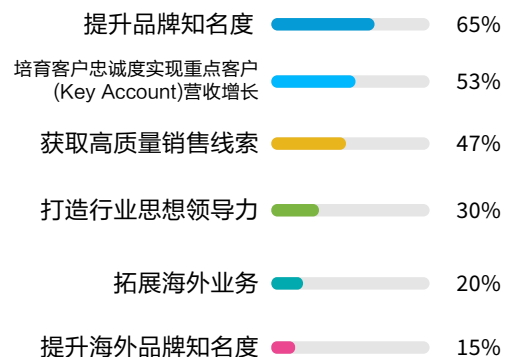 提升品牌知名度 65%
培育客户忠诚度实现重点客户
(Key Account)营收增长 53%
获取高质量销售线索 47%
打造行业思想领导力 30%
拓展海外业务 20%
提升海外品牌知名度 15%